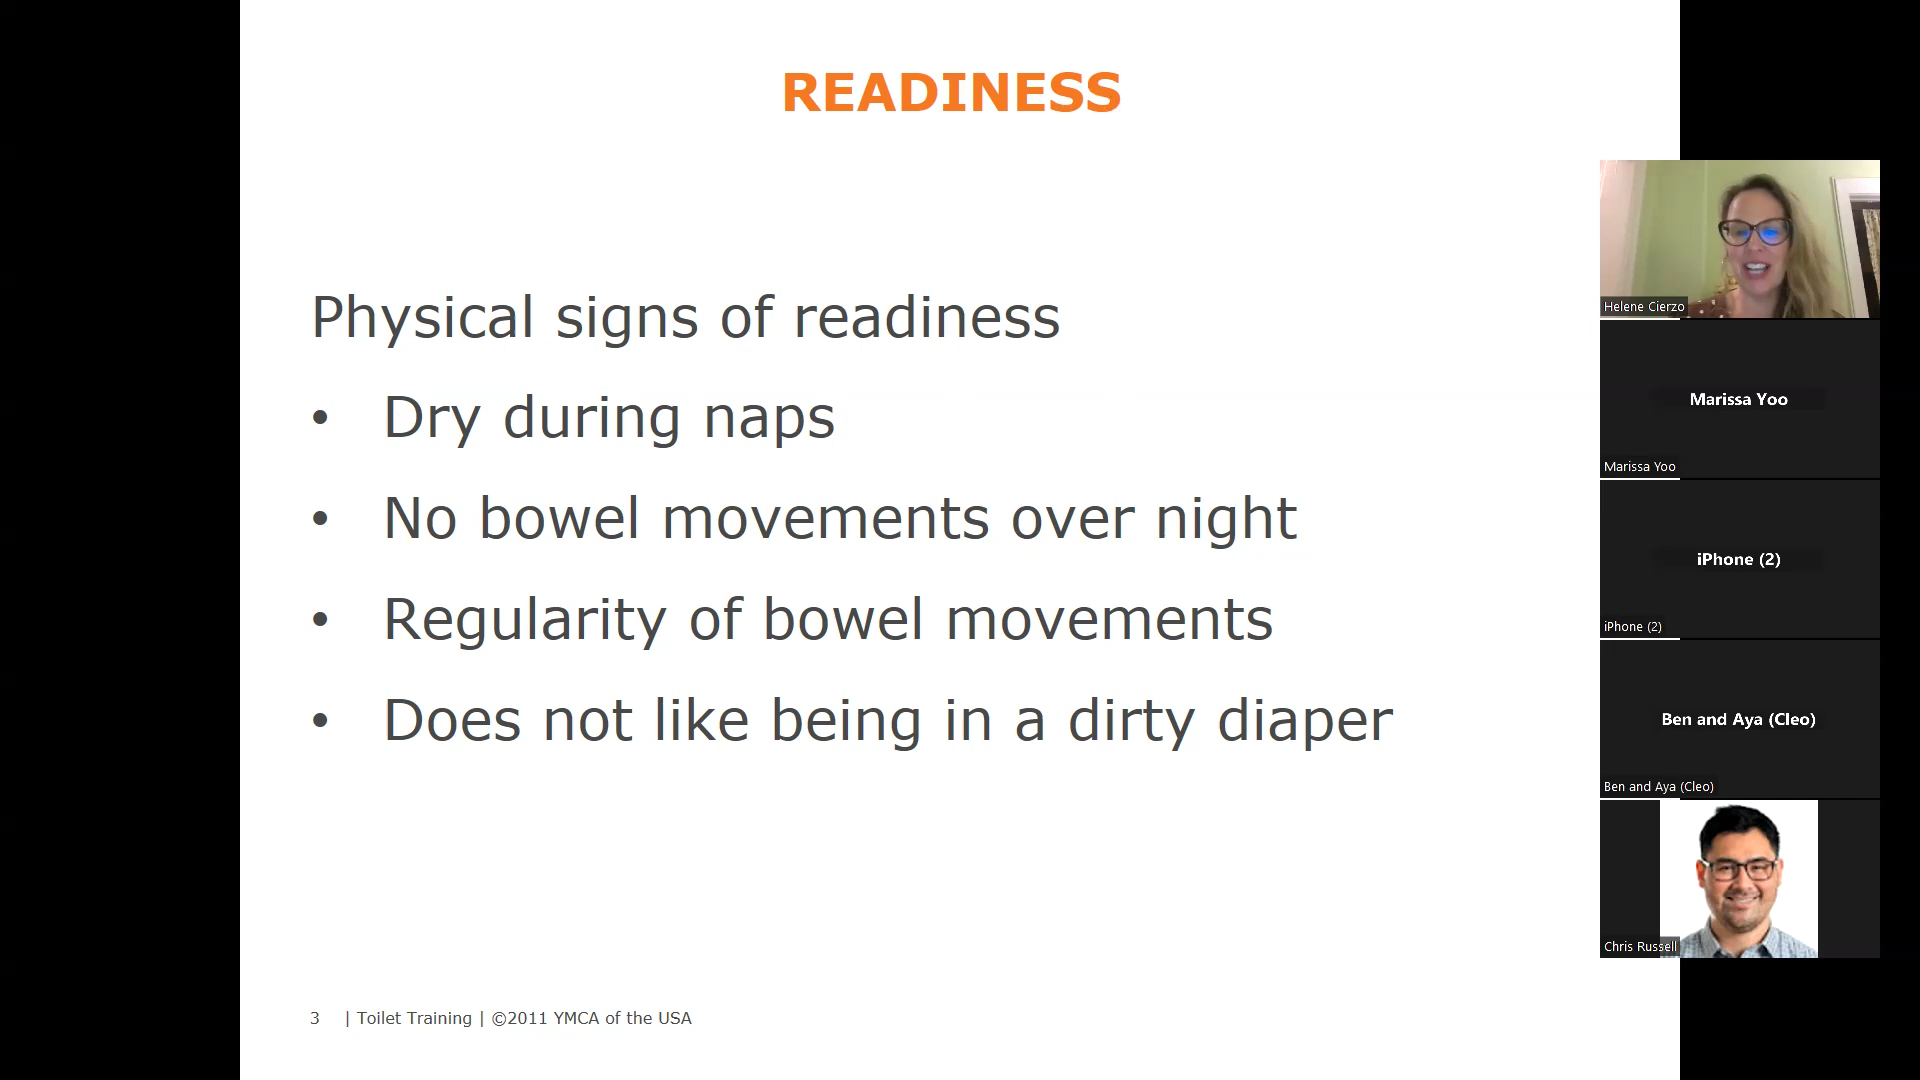 READINESS
Physical signs of readiness
• Dry during naps
• No bowel movements over night
• Regularity of bowel movements
• Does not like being in a dirty diaper
3 | Toilet Training | ©2011 YMCA of the USA
Helene Cierzo
Marissa Yoo
Marissa Yoo
iPhone (2)
iPhone (2)
Ben and Aya (Cleo)
Ben and Aya (Cleo)
Chris Russell